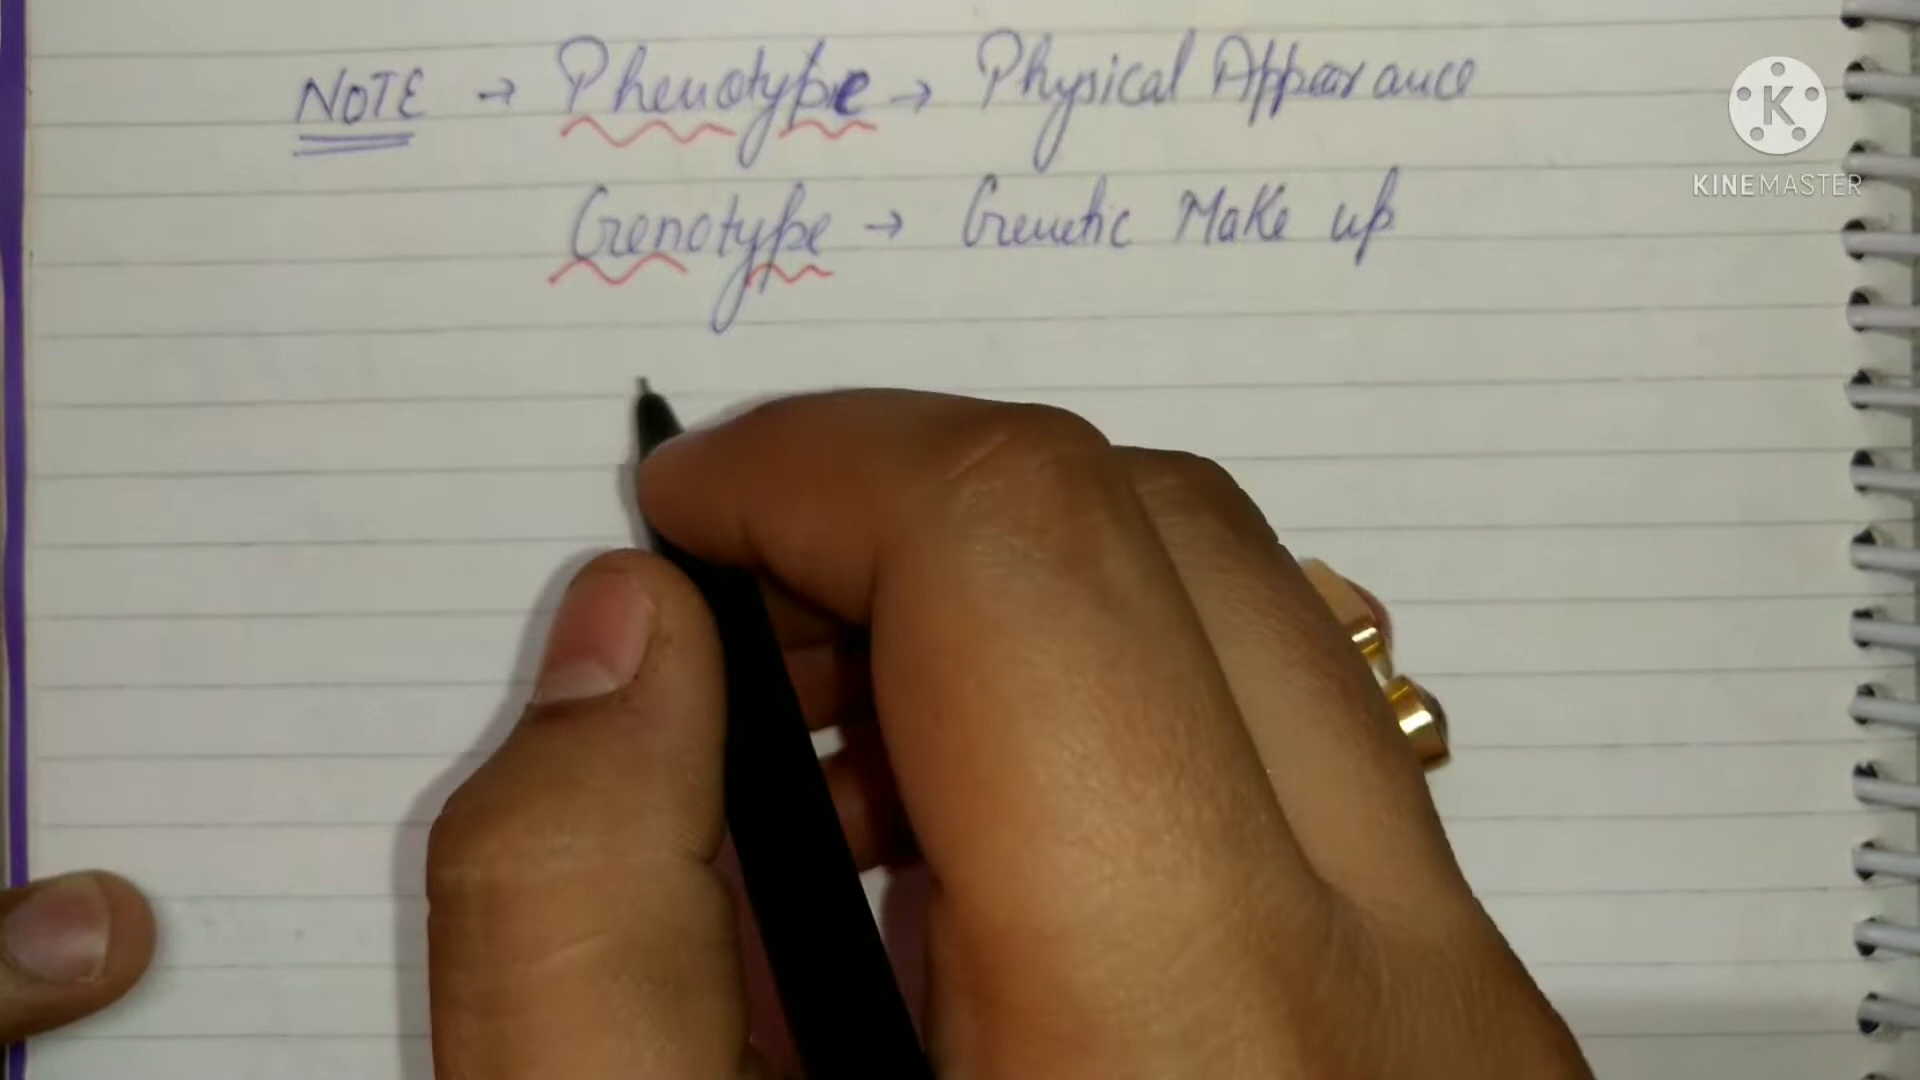 NOTE → Phenotype → Physical Appearance
Genotype → Genetic Make up
K
KINEMASTER